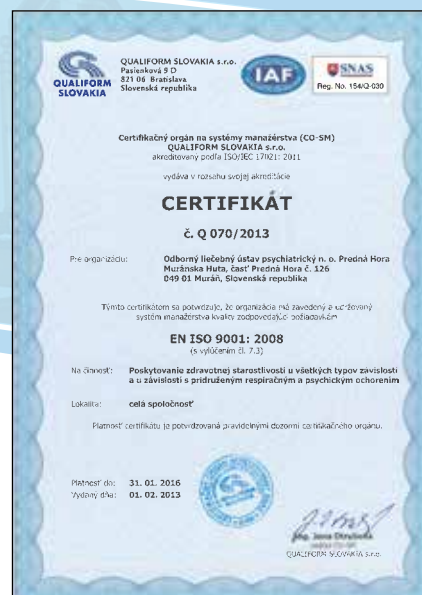 QUALIFORM
SLOVAKIA
QUALIFORM SLOVAKIA s.r.o.
Pasienková 9 D
821 06 Bratislava
Slovenská republika
IAF
SNAS
Reg. No. 154/Q-030
Certifikačný orgán na systémy manažérstva (CO-SM)
QUALIFORM SLOVAKIA s.r.o.
akreditovaný podľa ISO/IEC 17021: 2011
vydáva v rozsahu svojej akreditácie
CERTIFIKÁT
č. Q 070/2013
Pre organizáciu:
Odborný liečebný ústav psychiatrický n. o. Predná Hora
Muránska Huta, časť Predná Hora č. 126
049 01 Muráň, Slovenská republika
Týmto certifikátom sa potvrdzuje, že organizácia má zavedený a udržovaný
systém manažérstva kvality zodpovedajúci požiadavkám
EN ISO 9001: 2008
(s vylúčením čl. 7.3)
Na činnosť: Poskytovanie zdravotnej starostlivosti u všetkých typov závislostí
a u závislostí s pridruženým respiračným a psychickým ochorením
Lokalita: celá spoločnosť
Platnosť certifikátu je potvrdzovaná pravidelnými dozormi certifikačného orgánu.
Platnosť do: 31. 01. 2016
Vydaný dňa: 01. 02. 2013
QUALIFORM SLOVAKIA s.r.o.